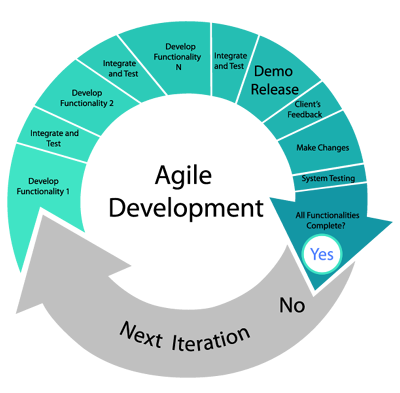 Develop
Functionality 1
Integrate and
Test
Develop
Functionality 2
Integrate
and Test
Develop
Functionality
N
Integrate
and Test
Demo
Release
Client's
Feedback
Make Changes
System Testing
All Functionalities
Complete?
Yes
No
Next Iteration
Agile
Development